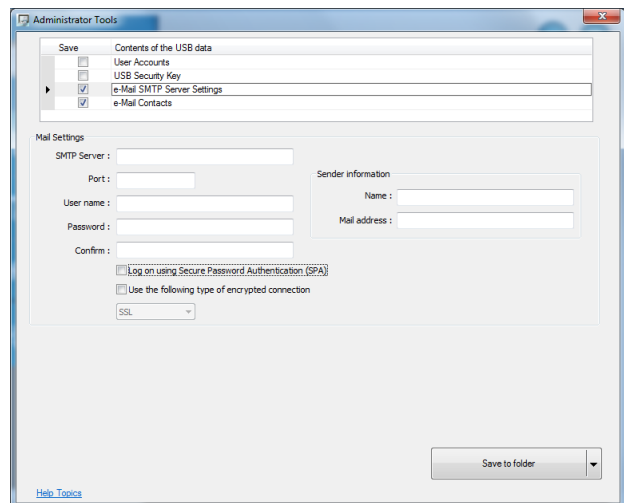 Administrator Tools
Save Contents of the USB data
User Accounts
USB Security Key
e-Mail SMTP Server Settings
e-Mail Contacts
Mail Settings
SMTP Server :
Port :
User name :
Password :
Confirm :
Sender information
Name :
Mail address :
Log on using Secure Password Authentication (SPA)
Use the following type of encrypted connection
SSL
Save to folder
Help Topics